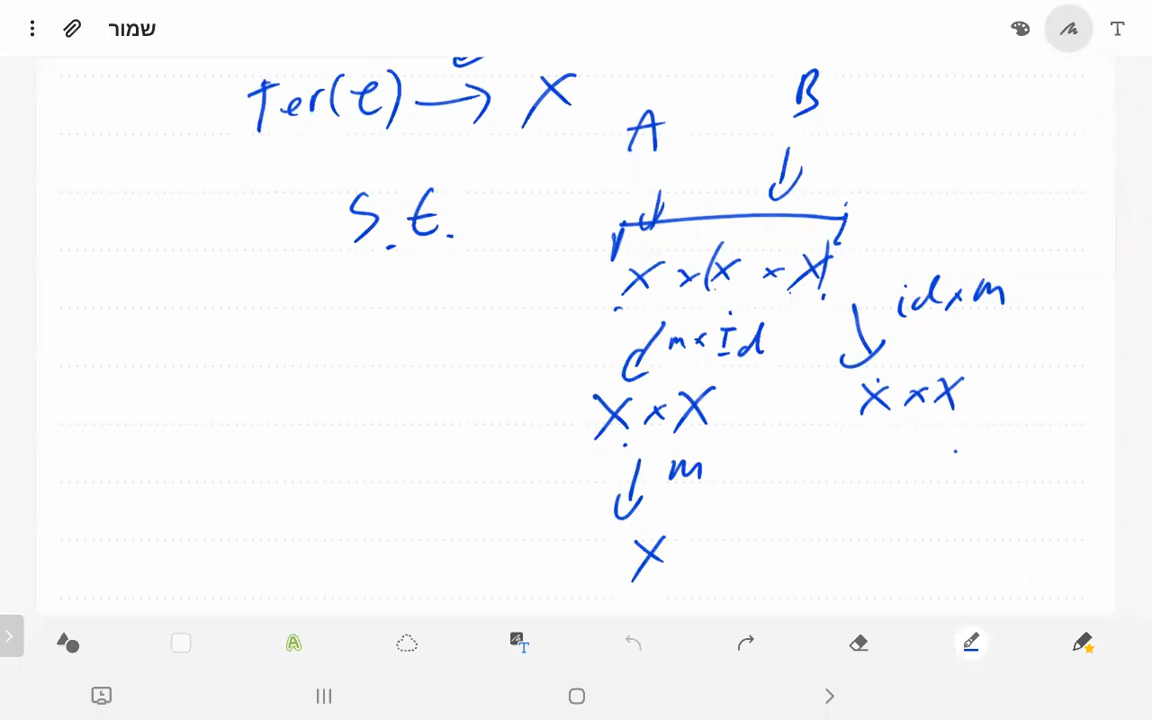 שמור
T
Ter(t) → X
A B
s.t.
X × (X × X)
m × Id id × m
X × X X × X
m
X